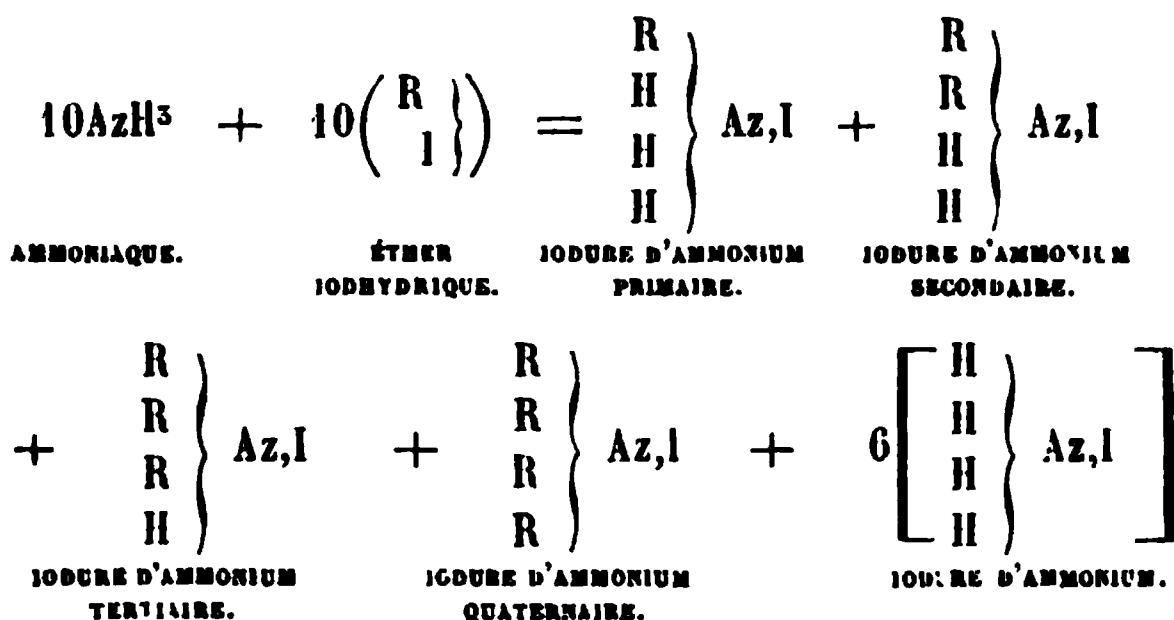 R R
H R
10AzH³ + 10(R I}) = H } Az,I + H } Az,I
H H
AMMONIAQUE. ÉTHER IODURE D'AMMONIUM IODURE D'AMMONIUM
IODHYDRIQUE. PRIMAIRE. SECONDAIRE.
R R H
R R H
+ R } Az,I + R } Az,I + 6[ H } Az,I ]
H R H
IODURE D'AMMONIUM IODURE D'AMMONIUM IODURE D'AMMONIUM.
TERTIAIRE. QUATERNAIRE.